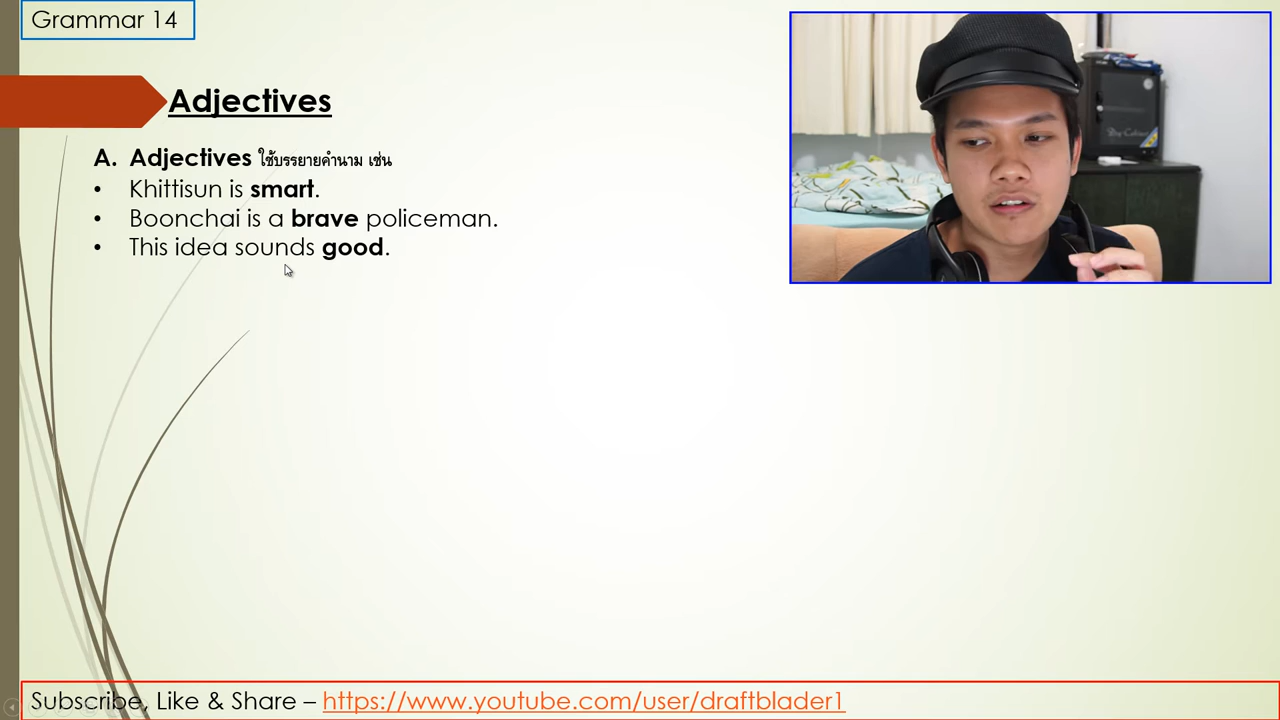 Grammar 14
Adjectives
A. Adjectives ใช้บรรยายคำนาม เช่น
• Khittisun is smart.
• Boonchai is a brave policeman.
• This idea sounds good.
Subscribe, Like & Share – https://www.youtube.com/user/draftblader1